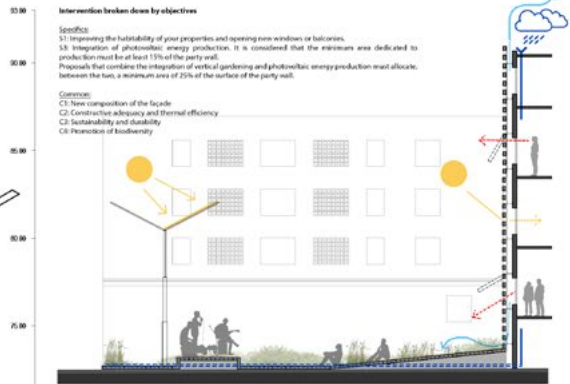 Intervention broken down by objectives
Specifics:
S1: Improving the habitability of your properties and opening new windows or balconies.
S3: Integration of photovoltaic energy production. It is considered that the minimum area dedicated to
production must be at least 15% of the party wall.
Proposals that combine the integration of vertical gardening and photovoltaic energy production must allocate,
between the two, a minimum area of 25% of the surface of the party wall.
Common:
C1: New composition of the façade
C2: Constructive adequacy and thermal efficiency
C3: Sustainability and durability
C4: Promotion of biodiversity
93.00
90.00
85.00
80.00
75.00